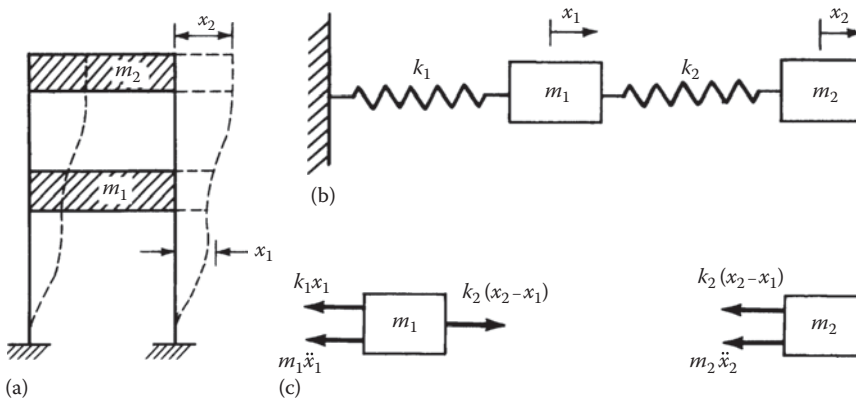 x₂
m₂
m₁
x₁
(a)
x₁
x₂
k₁
m₁
k₂
m₂
(b)
k₁x₁
k₂(x₂−x₁)
m₁
m₁ẍ₁
k₂(x₂−x₁)
m₂
m₂ẍ₂
(c)